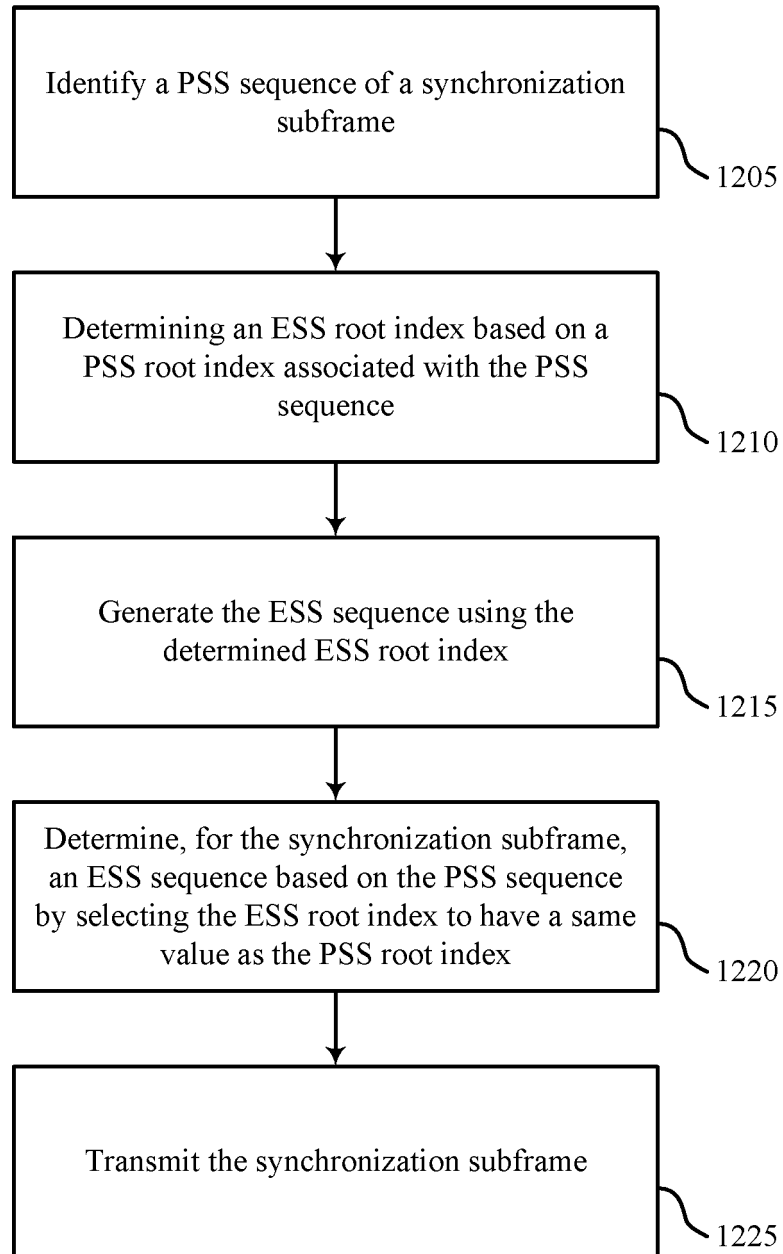 Identify a PSS sequence of a synchronization
subframe
1205
Determining an ESS root index based on a
PSS root index associated with the PSS
sequence
1210
Generate the ESS sequence using the
determined ESS root index
1215
Determine, for the synchronization subframe,
an ESS sequence based on the PSS sequence
by selecting the ESS root index to have a same
value as the PSS root index
1220
Transmit the synchronization subframe
1225